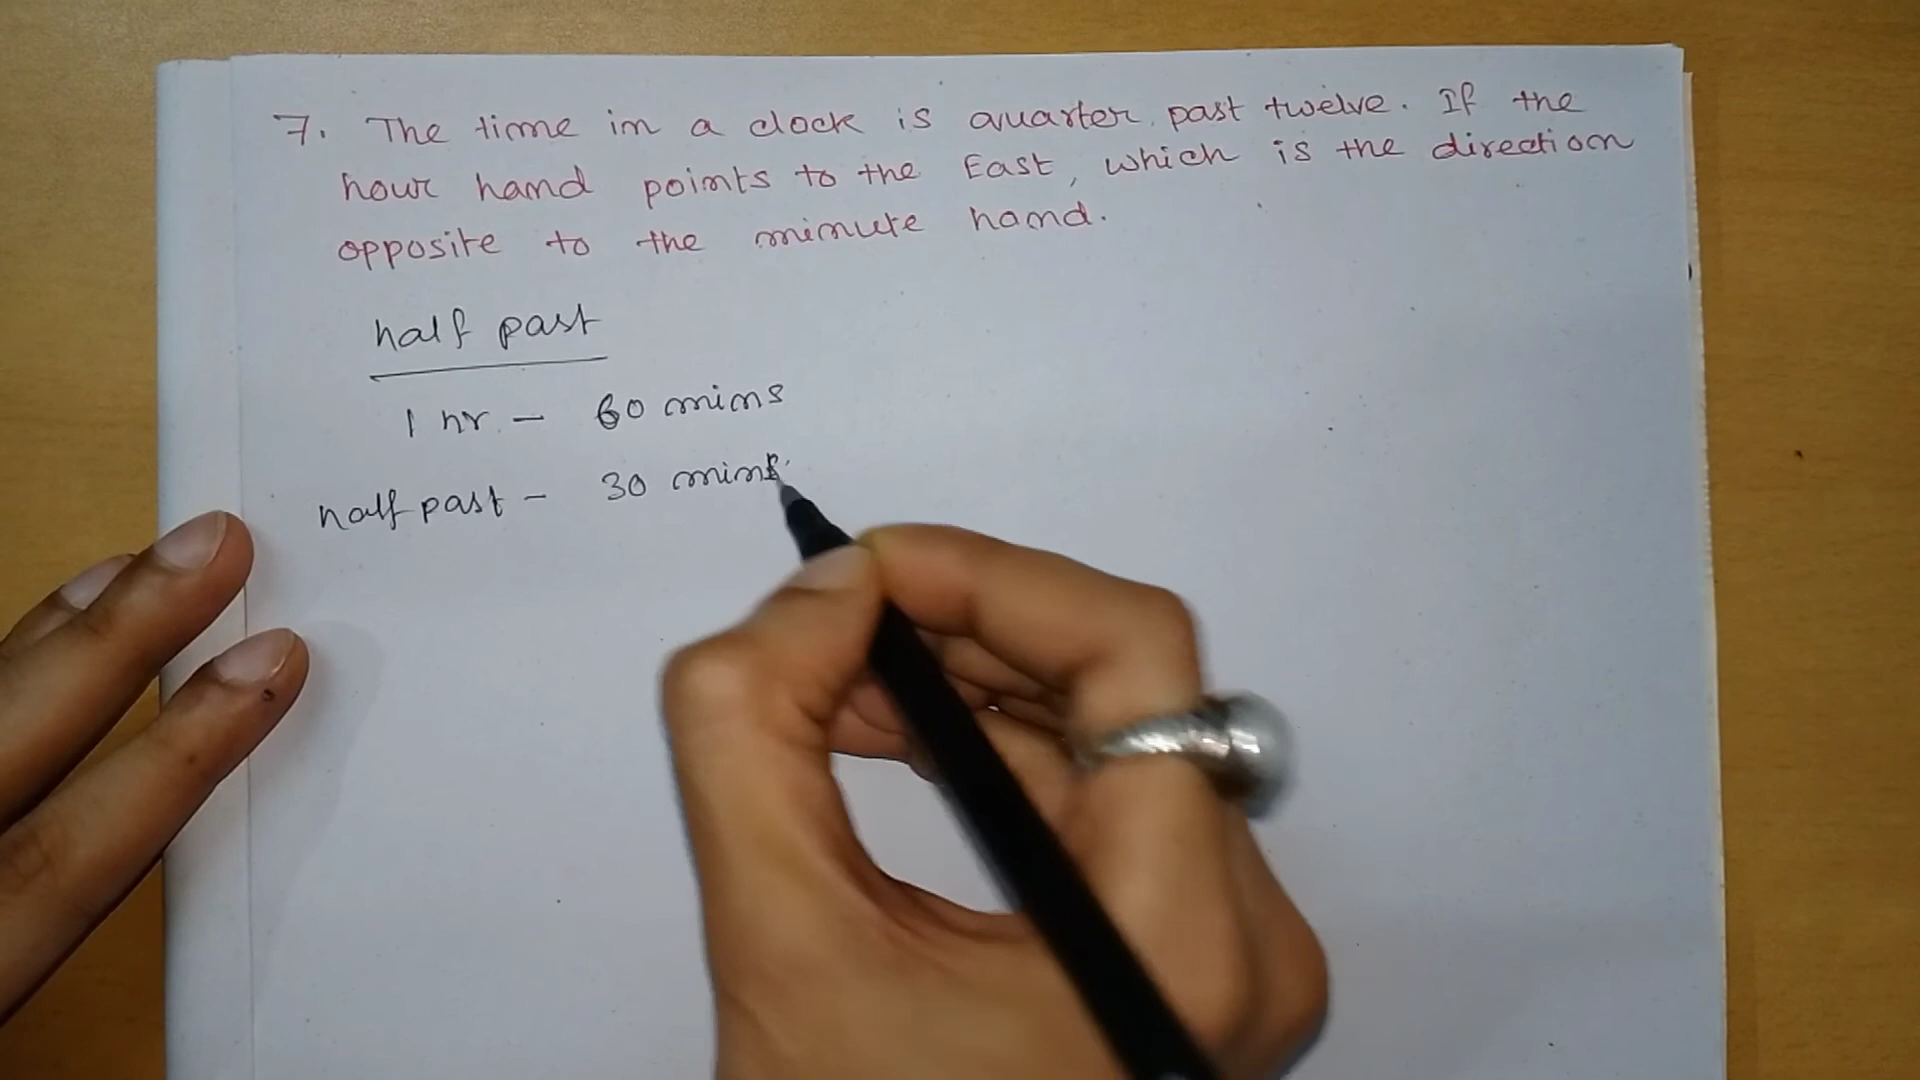 7. The time in a clock is quarter past twelve. If the
hour hand points to the East, which is the direction
opposite to the minute hand.
half past
1 hr. - 60 mins
half past - 30 mins